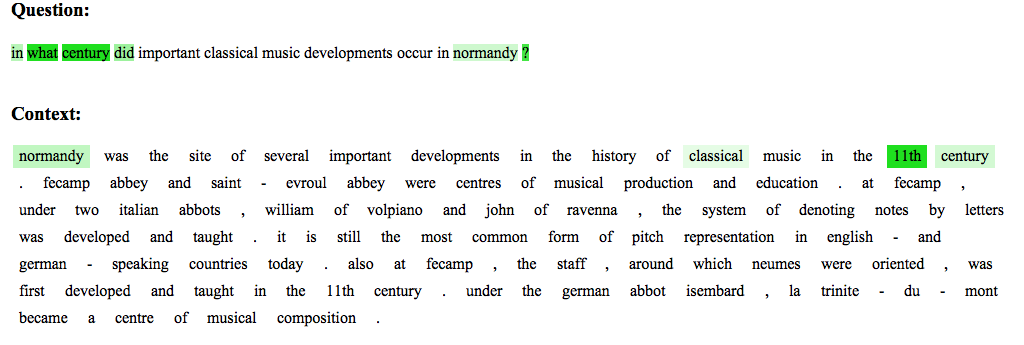 Question:
in what century did important classical music developments occur in normandy ?
Context:
normandy was the site of several important developments in the history of classical music in the 11th century
. fecamp abbey and saint - evroul abbey were centres of musical production and education . at fecamp ,
under two italian abbots , william of volpiano and john of ravenna , the system of denoting notes by letters
was developed and taught . it is still the most common form of pitch representation in english - and
german - speaking countries today . also at fecamp , the staff , around which neumes were oriented , was
first developed and taught in the 11th century . under the german abbot isembard , la trinite - du - mont
became a centre of musical composition .